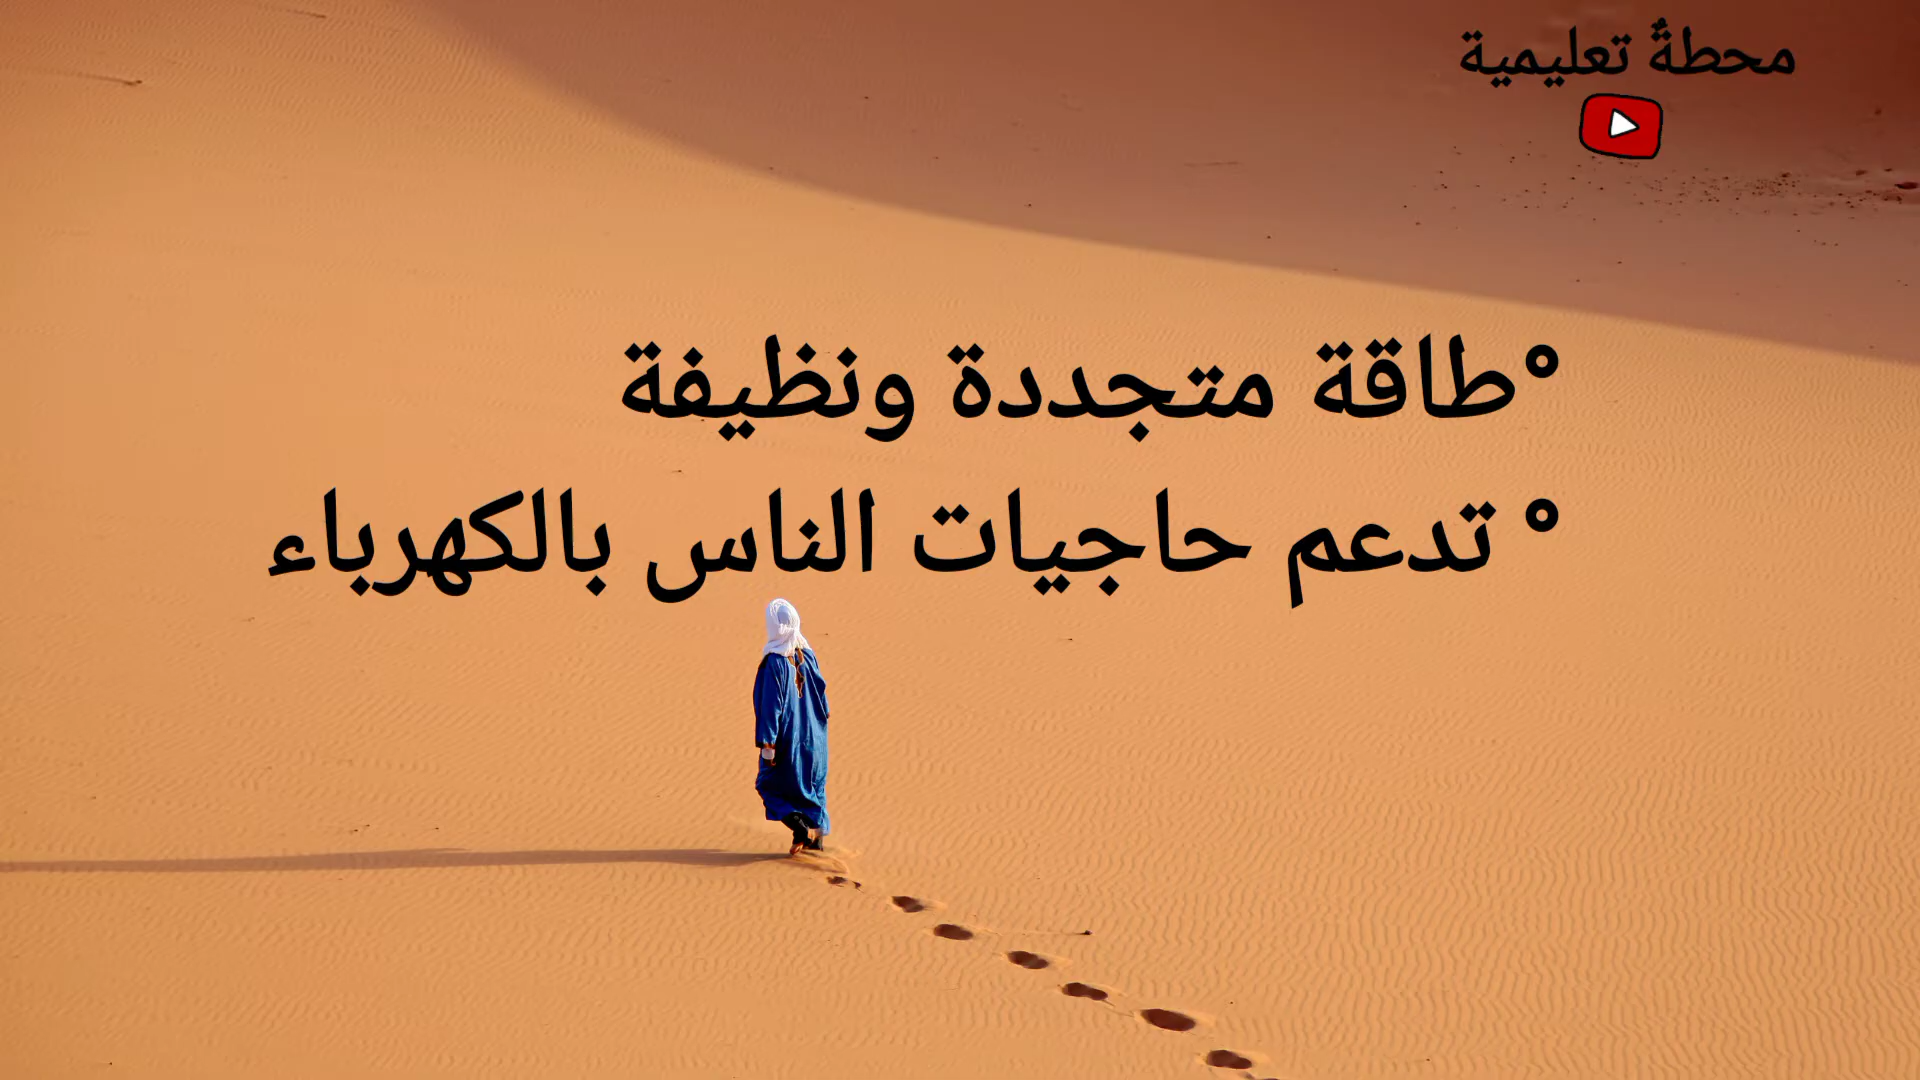 محطةٌ تعليمية
°طاقة متجددة ونظيفة
° تدعم حاجيات الناس بالكهرباء